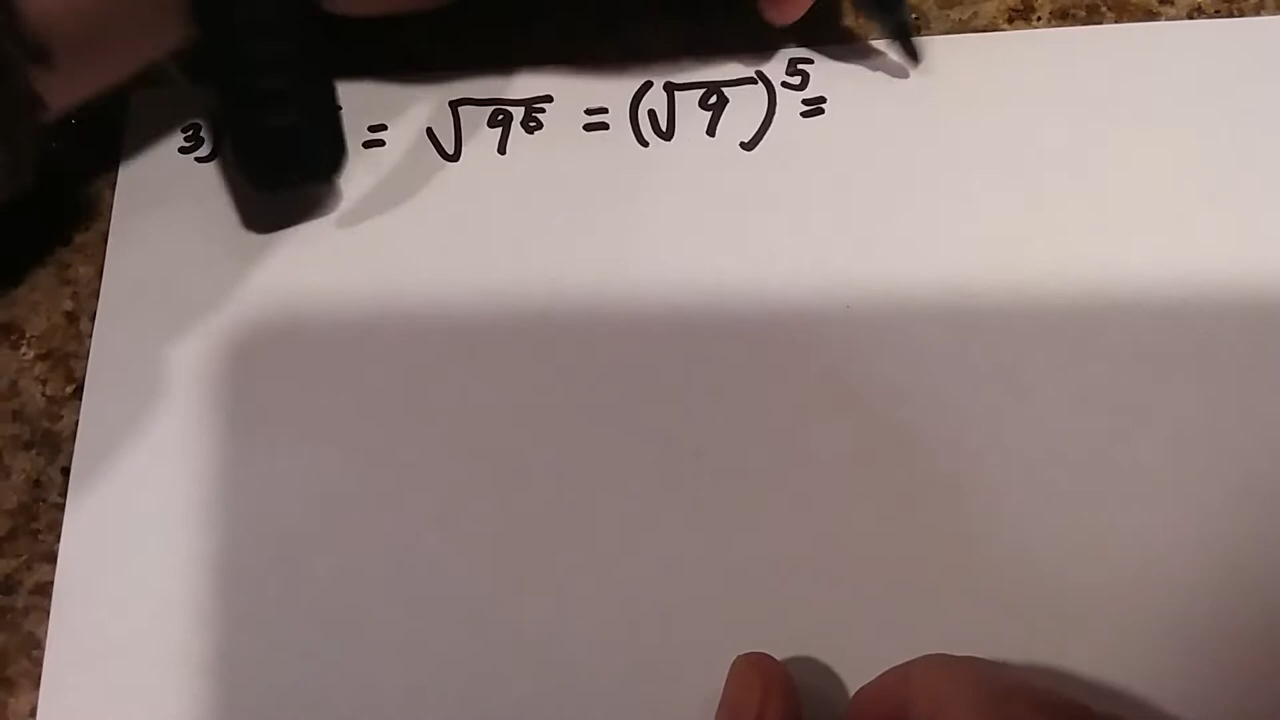 3) = √9⁵ = (√9)⁵ =